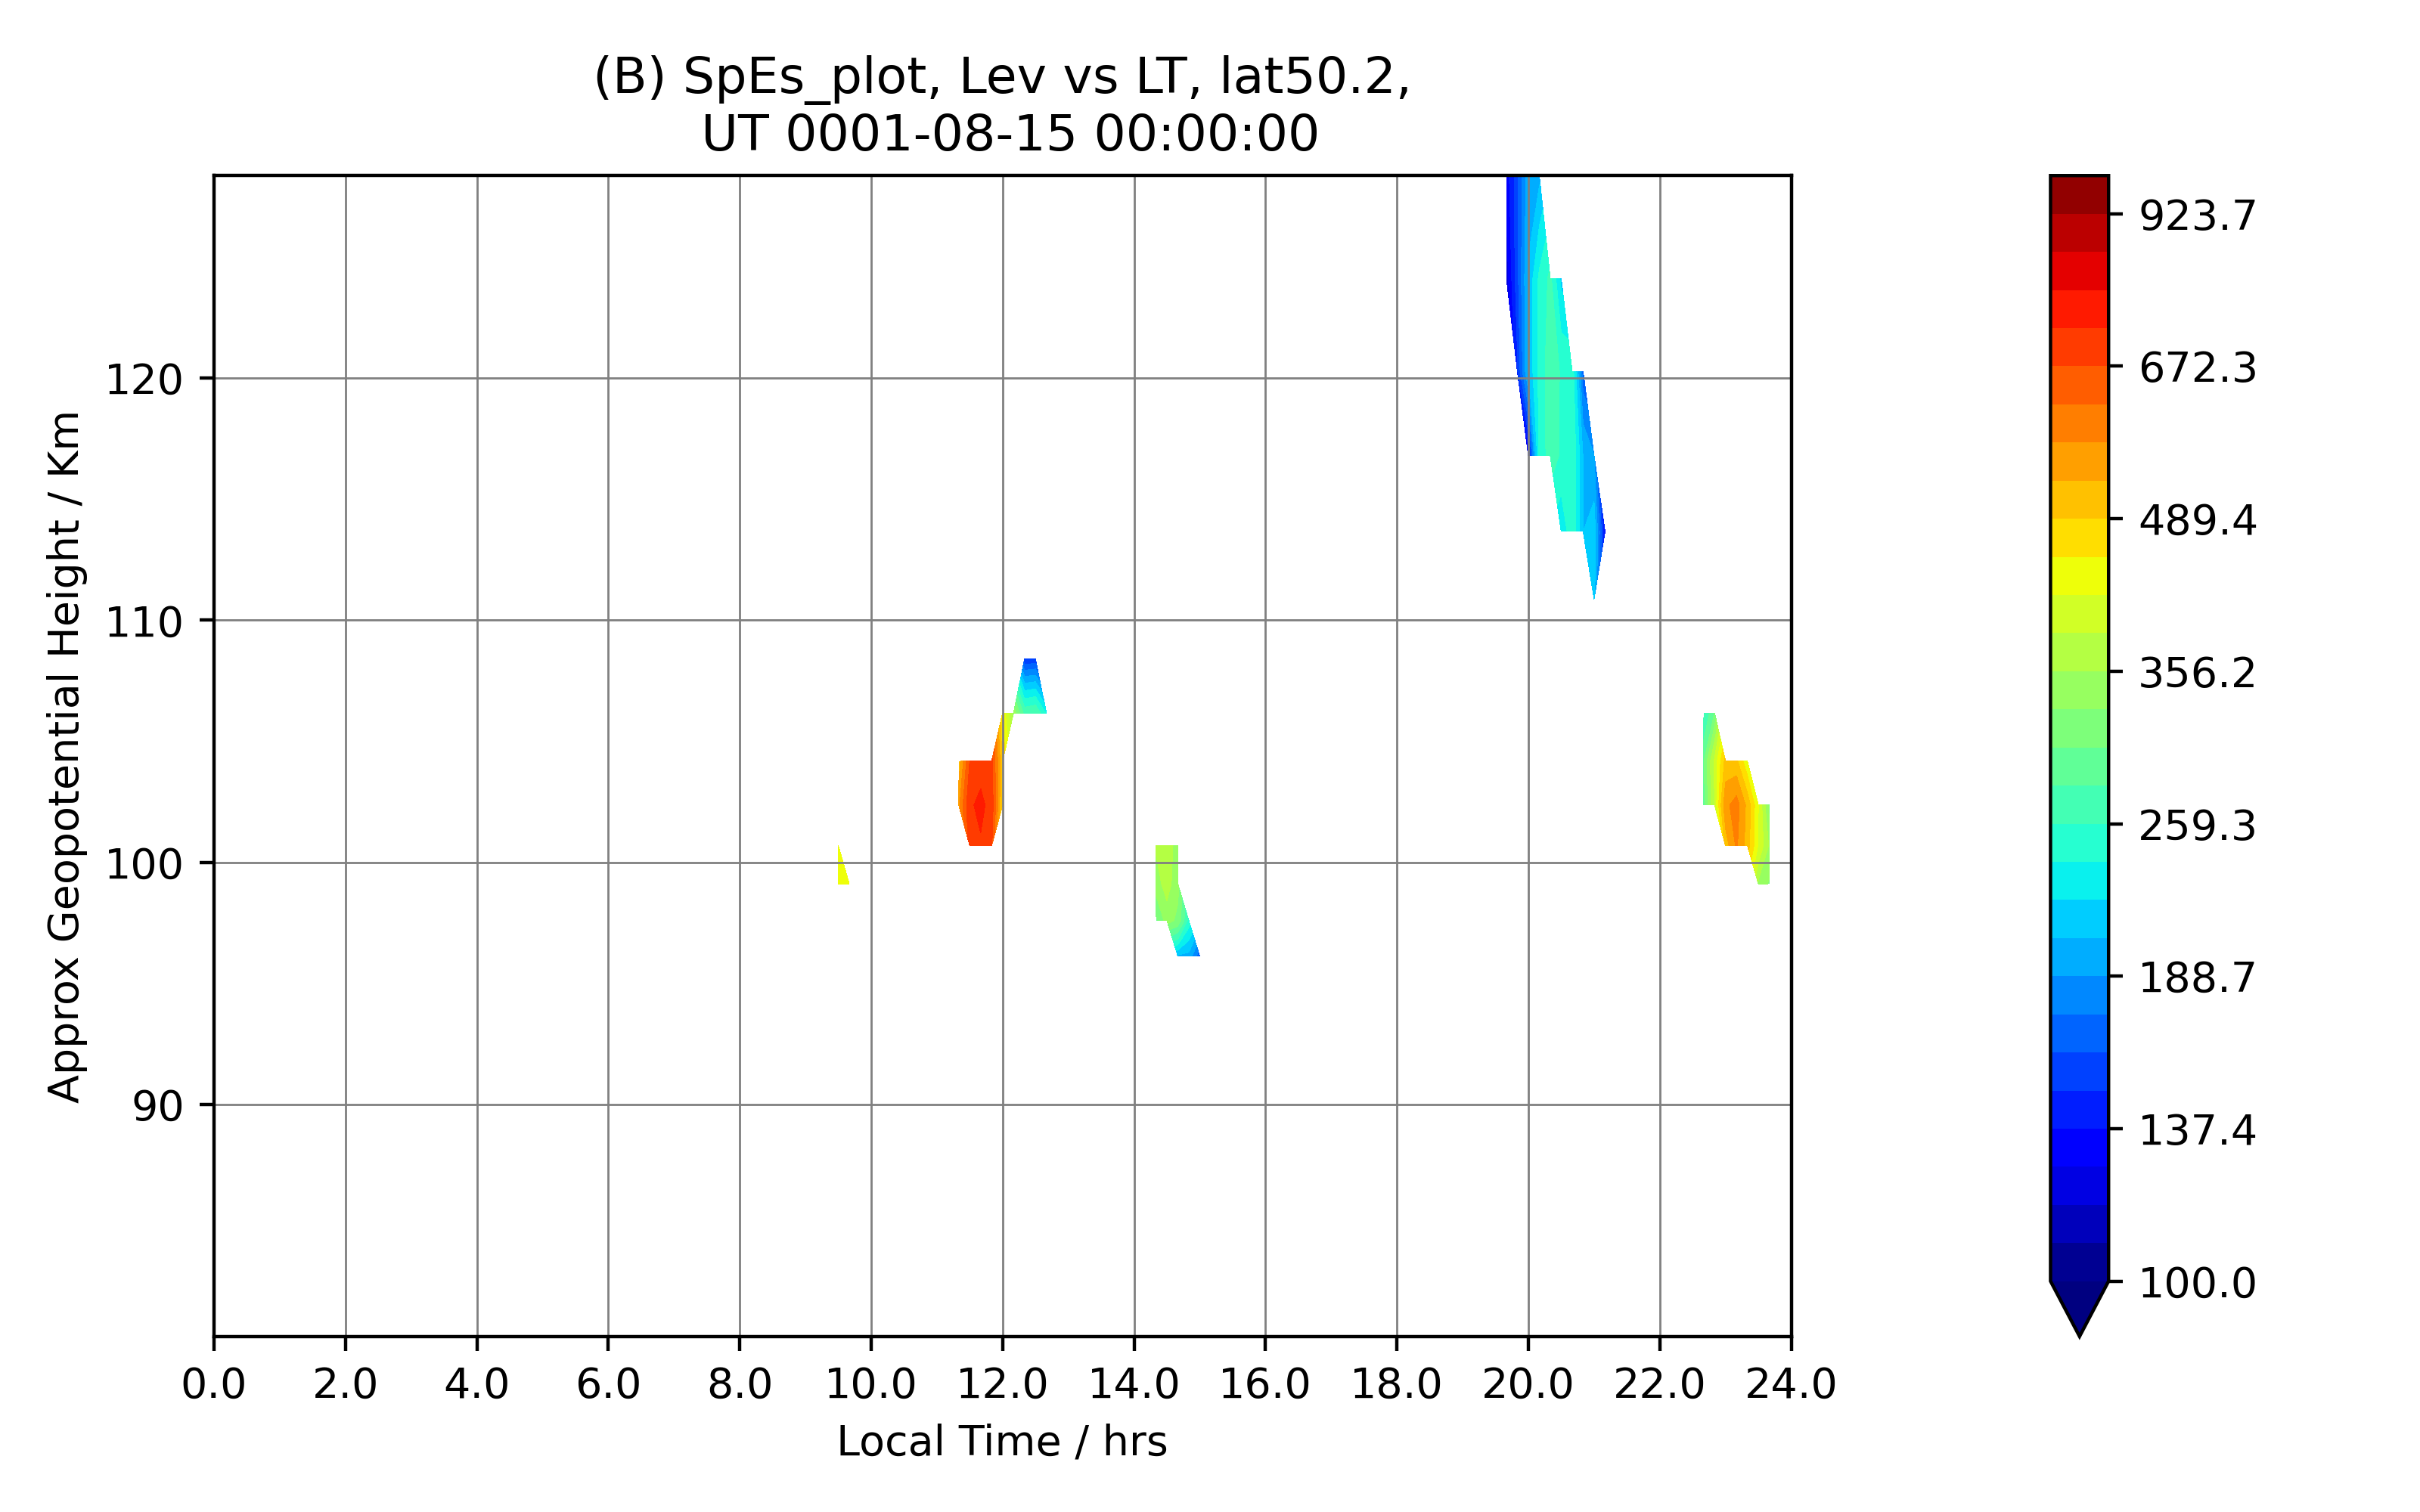 (B) SpEs_plot, Lev vs LT, lat50.2,
UT 0001-08-15 00:00:00
Approx Geopotential Height / Km
120
110
100
90
0.0 2.0 4.0 6.0 8.0 10.0 12.0 14.0 16.0 18.0 20.0 22.0 24.0
Local Time / hrs
923.7
672.3
489.4
356.2
259.3
188.7
137.4
100.0